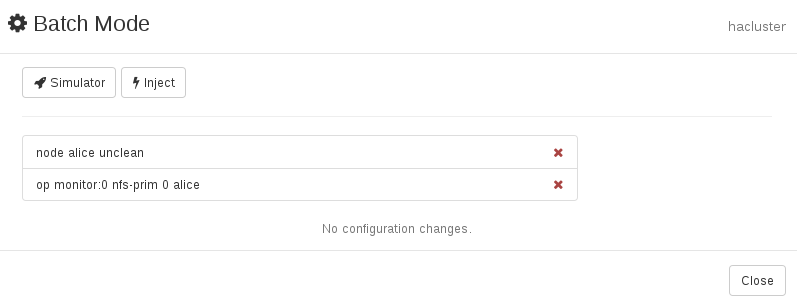 Batch Mode
hacluster
Simulator
Inject
node alice unclean
op monitor:0 nfs-prim 0 alice
No configuration changes.
Close